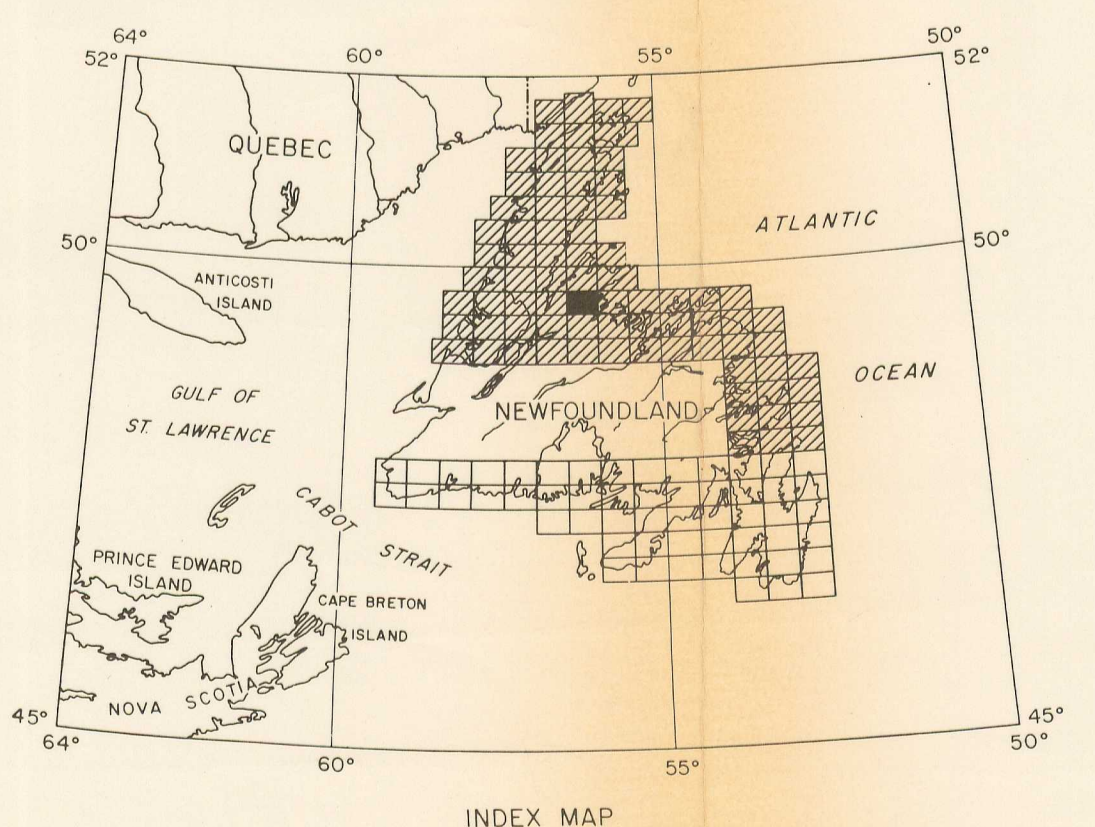 64°
60°
55°
50°
52°
52°
QUEBEC
ATLANTIC
50°
50°
ANTICOSTI
ISLAND
OCEAN
GULF OF
ST. LAWRENCE
NEWFOUNDLAND
CABOT
STRAIT
PRINCE EDWARD
ISLAND
CAPE BRETON
ISLAND
NOVA SCOTIA
45°
45°
64°
60°
55°
50°
INDEX MAP